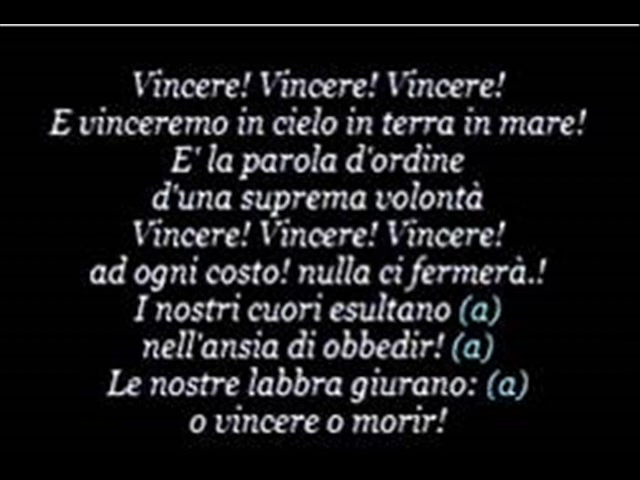 Vincere! Vincere! Vincere!
E vinceremo in cielo in terra in mare!
E' la parola d'ordine
d'una suprema volontà
Vincere! Vincere! Vincere!
ad ogni costo! nulla ci fermerà.!
I nostri cuori esultano (a)
nell'ansia di obbedir! (a)
Le nostre labbra giurano: (a)
o vincere o morir!